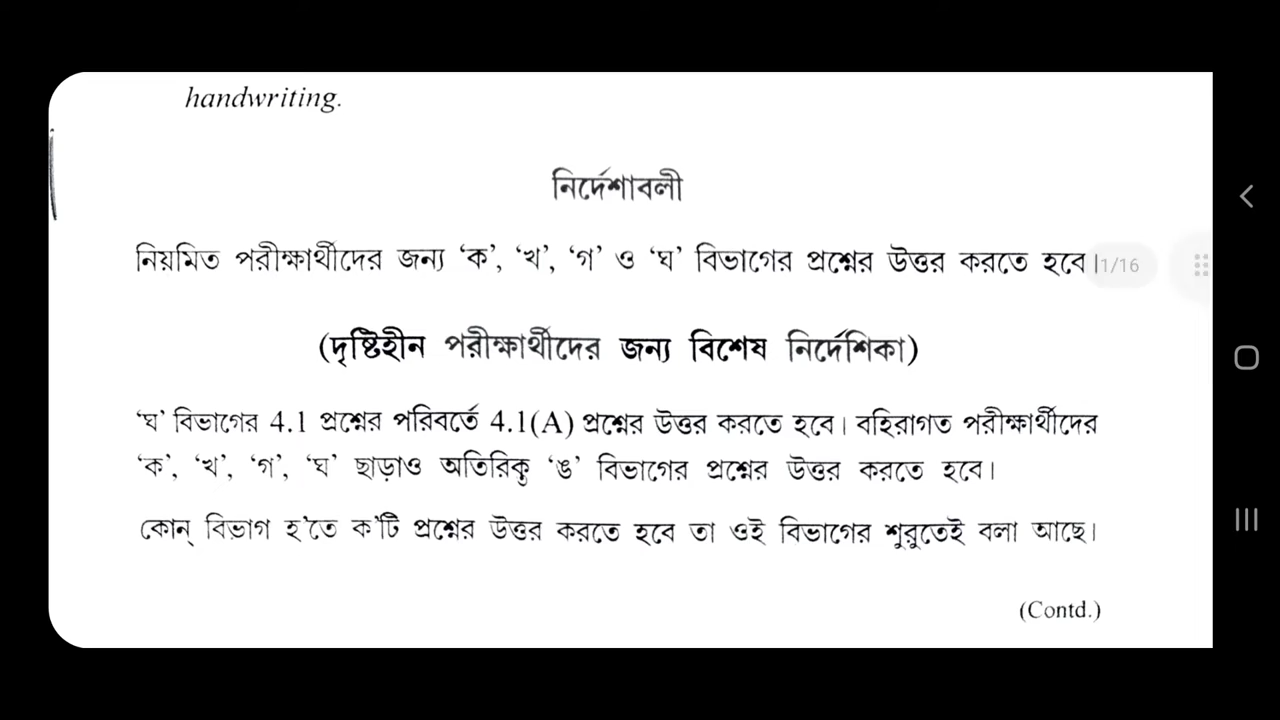 handwriting.
নির্দেশাবলী
নিয়মিত পরীক্ষার্থীদের জন্য ‘ক’, ‘খ’, ‘গ’ ও ‘ঘ’ বিভাগের প্রশ্নের উত্তর করতে হবে।
1/16
(দৃষ্টিহীন পরীক্ষার্থীদের জন্য বিশেষ নির্দেশিকা)
‘ঘ’ বিভাগের 4.1 প্রশ্নের পরিবর্তে 4.1(A) প্রশ্নের উত্তর করতে হবে। বহিরাগত পরীক্ষার্থীদের
‘ক’, ‘খ’, ‘গ’, ‘ঘ’ ছাড়াও অতিরিক্ত ‘ঙ’ বিভাগের প্রশ্নের উত্তর করতে হবে।
কোন্ বিভাগ হ'তে ক'টি প্রশ্নের উত্তর করতে হবে তা ওই বিভাগের শুরুতেই বলা আছে।
(Contd.)